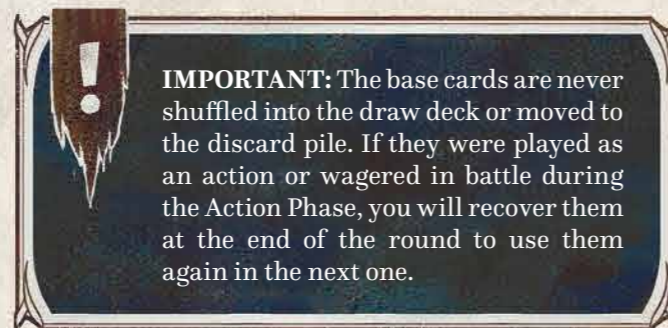 IMPORTANT: The base cards are never
shuffled into the draw deck or moved to
the discard pile. If they were played as
an action or wagered in battle during
the Action Phase, you will recover them
at the end of the round to use them
again in the next one.